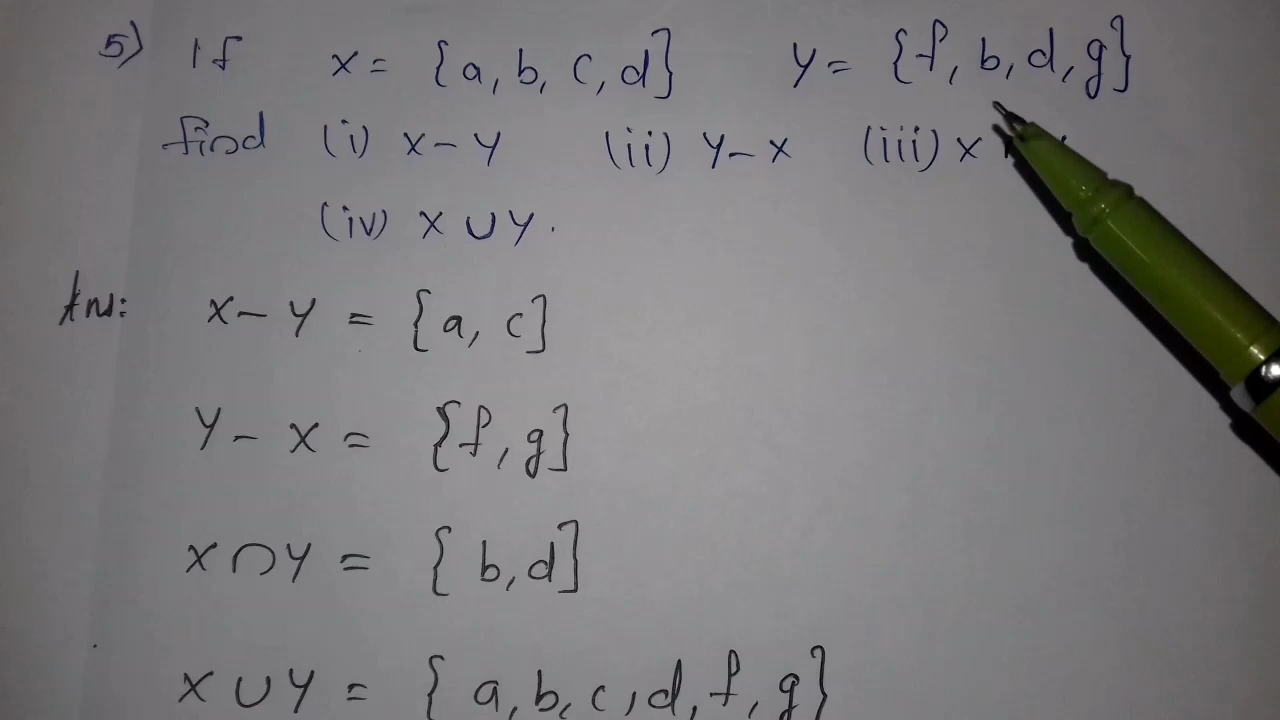 5) If x = {a, b, c, d} y = {f, b, d, g}
find (i) x - y (ii) y - x (iii) x
(iv) x ∪ y.
Ans: x - y = {a, c}
y - x = {f, g}
x ∩ y = {b, d}
x ∪ y = {a, b, c, d, f, g}